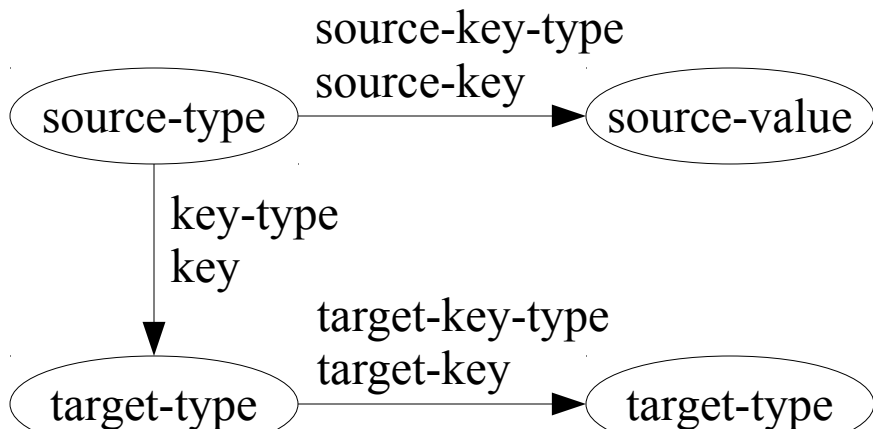 source-key-type
source-key
source-type
source-value
key-type
key
target-key-type
target-key
target-type
target-type